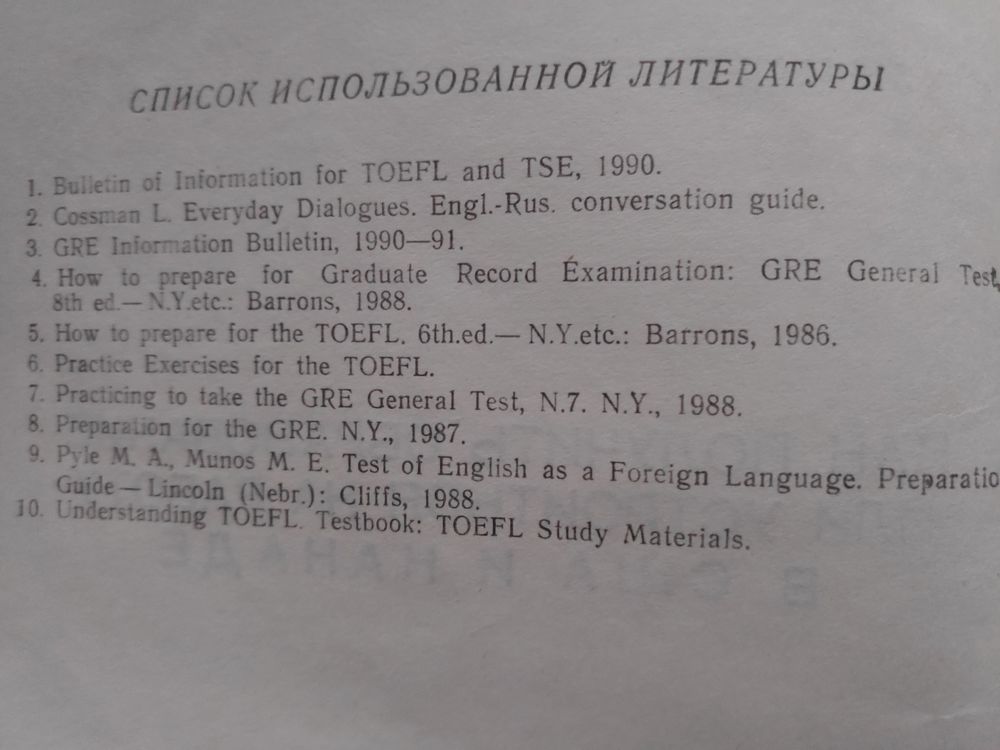 СПИСОК ИСПОЛЬЗОВАННОЙ ЛИТЕРАТУРЫ
1. Bulletin of Information for TOEFL and TSE, 1990.
2. Cossman L. Everyday Dialogues. Engl.-Rus. conversation guide.
3. GRE Information Bulletin, 1990—91.
4. How to prepare for Graduate Record Éxamination: GRE General Test,
8th ed.— N.Y.etc.: Barrons, 1988.
5. How to prepare for the TOEFL. 6th.ed.— N.Y.etc.: Barrons, 1986.
6. Practice Exercises for the TOEFL.
7. Practicing to take the GRE General Test, N.7. N.Y., 1988.
8. Preparation for the GRE. N.Y., 1987.
9. Pyle M. A., Munos M. E. Test of English as a Foreign Language. Preparatio
Guide — Lincoln (Nebr.): Cliffs, 1988.
10. Understanding TOEFL. Testbook: TOEFL Study Materials.
В США И КАНАДЕ